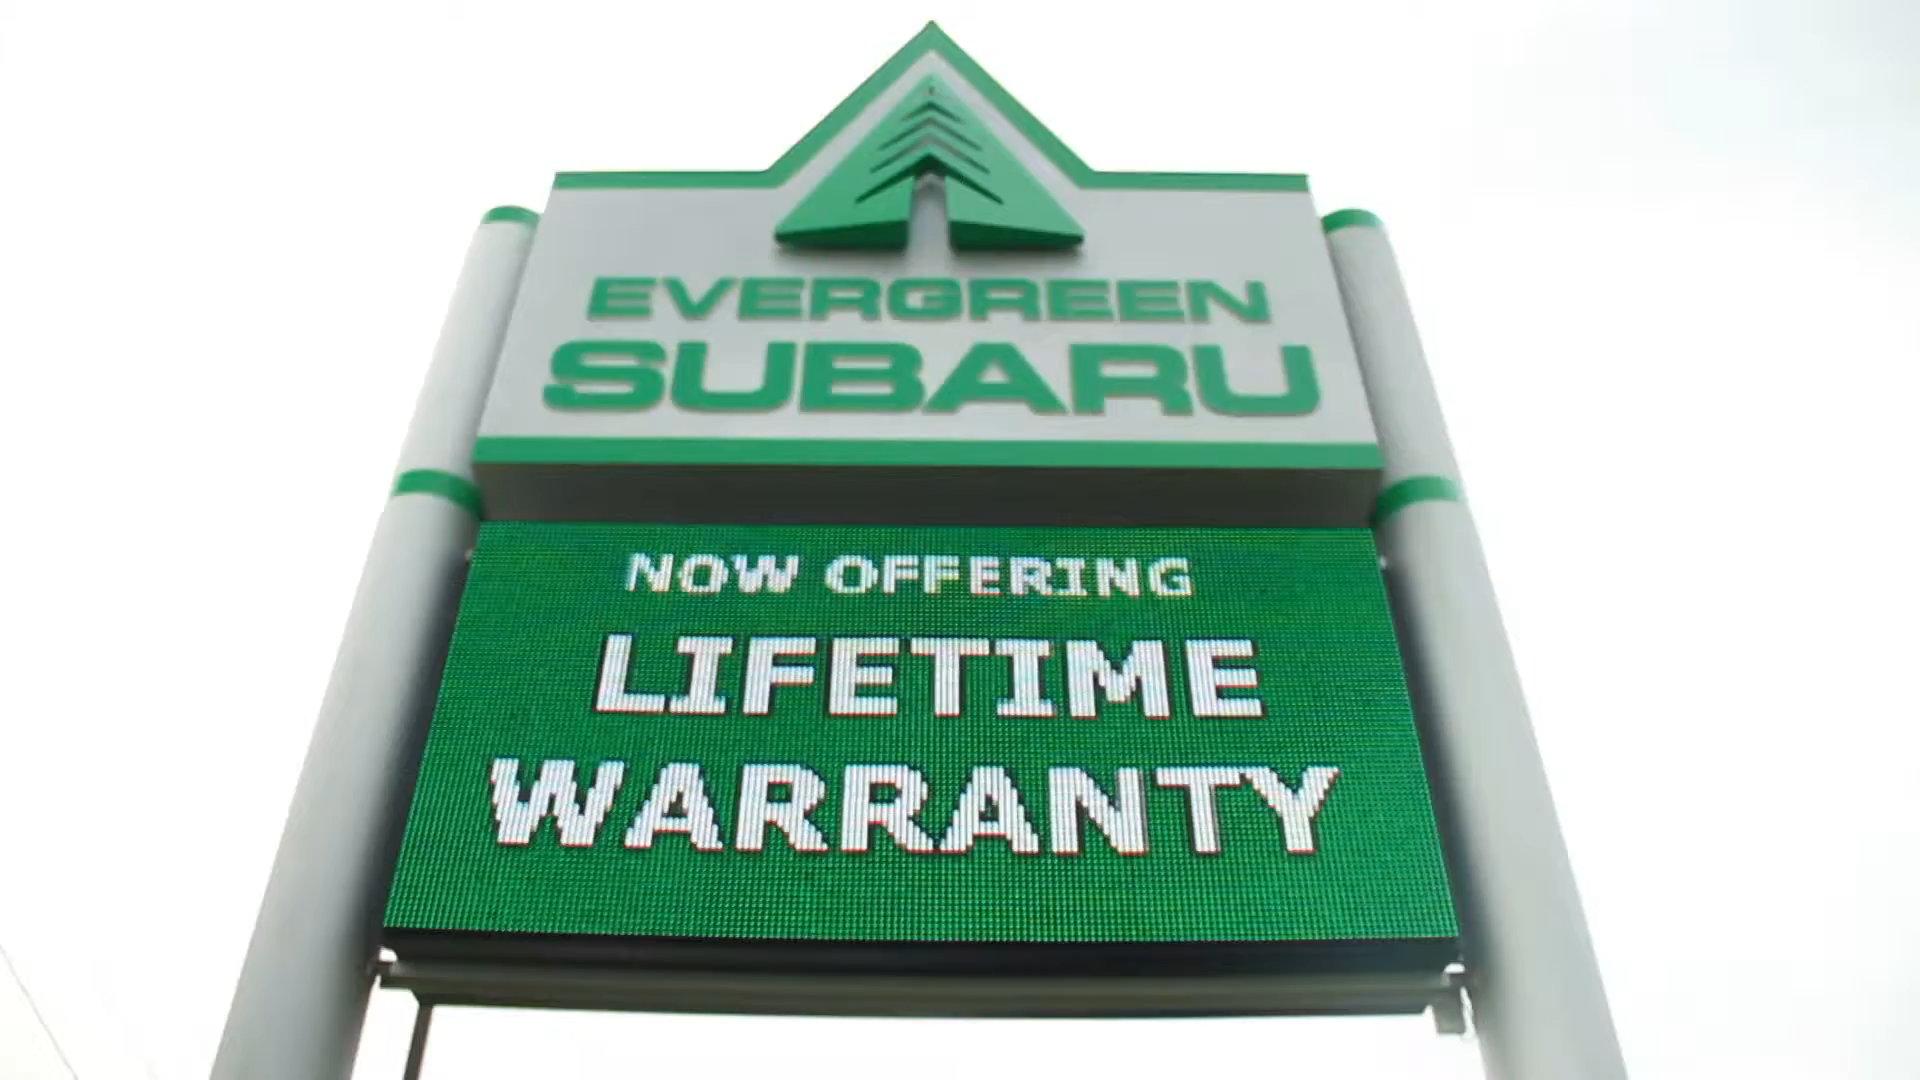 EVERGREEN
SUBARU
NOW OFFERING
LIFETIME
WARRANTY